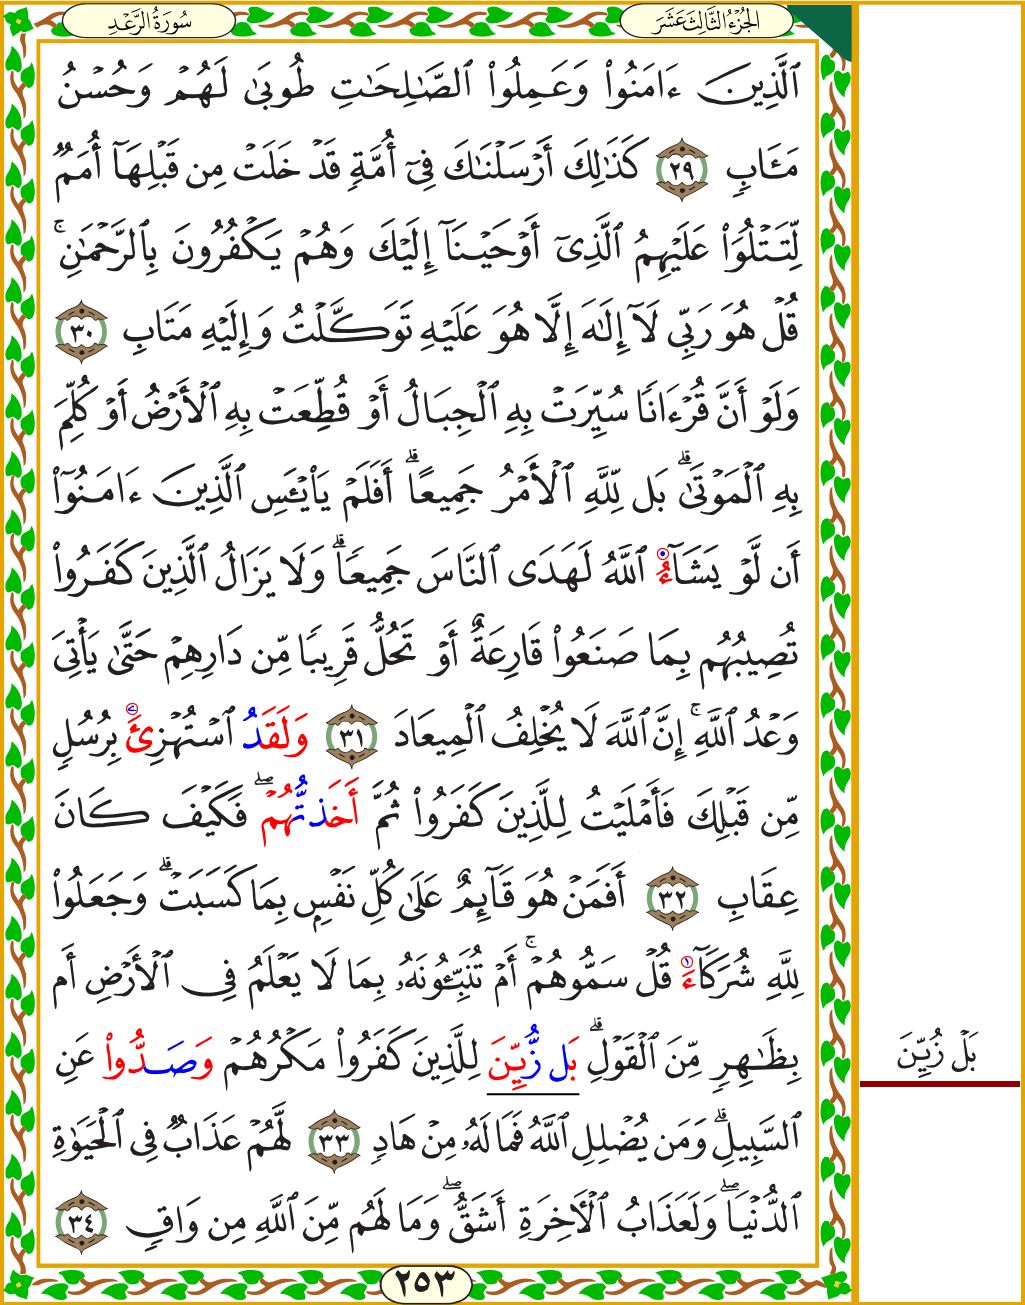 الجُزْءُ الثَّالِثَ عَشَرَ
سُورَةُ الرَّعْدِ
ٱلَّذِينَ ءَامَنُوا۟ وَعَمِلُوا۟ ٱلصَّٰلِحَٰتِ طُوبَىٰ لَهُمْ وَحُسْنُ
مَـَٔابٍ ٢٩ كَذَٰلِكَ أَرْسَلْنَٰكَ فِىٓ أُمَّةٍ قَدْ خَلَتْ مِن قَبْلِهَآ أُمَمٌ
لِّتَتْلُوَا۟ عَلَيْهِمُ ٱلَّذِىٓ أَوْحَيْنَآ إِلَيْكَ وَهُمْ يَكْفُرُونَ بِٱلرَّحْمَٰنِ ۚ
قُلْ هُوَ رَبِّى لَآ إِلَٰهَ إِلَّا هُوَ عَلَيْهِ تَوَكَّلْتُ وَإِلَيْهِ مَتَابِ ٣٠
وَلَوْ أَنَّ قُرْءَانًا سُيِّرَتْ بِهِ ٱلْجِبَالُ أَوْ قُطِّعَتْ بِهِ ٱلْأَرْضُ أَوْ كُلِّمَ
بِهِ ٱلْمَوْتَىٰ ۗ بَل لِّلَّهِ ٱلْأَمْرُ جَمِيعًا ۗ أَفَلَمْ يَا۟يْـَٔسِ ٱلَّذِينَ ءَامَنُوٓا۟
أَن لَّوْ يَشَآءُ ٱللَّهُ لَهَدَى ٱلنَّاسَ جَمِيعًا ۗ وَلَا يَزَالُ ٱلَّذِينَ كَفَرُوا۟
تُصِيبُهُم بِمَا صَنَعُوا۟ قَارِعَةٌ أَوْ تَحُلُّ قَرِيبًا مِّن دَارِهِمْ حَتَّىٰ يَأْتِىَ
وَعْدُ ٱللَّهِ ۚ إِنَّ ٱللَّهَ لَا يُخْلِفُ ٱلْمِيعَادَ ٣١ وَلَقَدُ ٱسْتُهْزِئَ بِرُسُلٍ
مِّن قَبْلِكَ فَأَمْلَيْتُ لِلَّذِينَ كَفَرُوا۟ ثُمَّ أَخَذتُّهُمْ ۖ فَكَيْفَ كَانَ
عِقَابِ ٣٢ أَفَمَنْ هُوَ قَآئِمٌ عَلَىٰ كُلِّ نَفْسٍۭ بِمَا كَسَبَتْ ۗ وَجَعَلُوا۟
لِلَّهِ شُرَكَآءَ قُلْ سَمُّوهُمْ ۚ أَمْ تُنَبِّـُٔونَهُۥ بِمَا لَا يَعْلَمُ فِى ٱلْأَرْضِ أَم
بِظَٰهِرٍ مِّنَ ٱلْقَوْلِ ۗ بَل زُّيِّنَ لِلَّذِينَ كَفَرُوا۟ مَكْرُهُمْ وَصَدُّوا۟ عَنِ
بَلْ زُيِّنَ
ٱلسَّبِيلِ ۗ وَمَن يُضْلِلِ ٱللَّهُ فَمَا لَهُۥ مِنْ هَادٍ ٣٣ لَّهُمْ عَذَابٌ فِى ٱلْحَيَوٰةِ
ٱلدُّنْيَا ۖ وَلَعَذَابُ ٱلْءَاخِرَةِ أَشَقُّ ۖ وَمَا لَهُم مِّنَ ٱللَّهِ مِن وَاقٍ ٣٤
٢٥٣